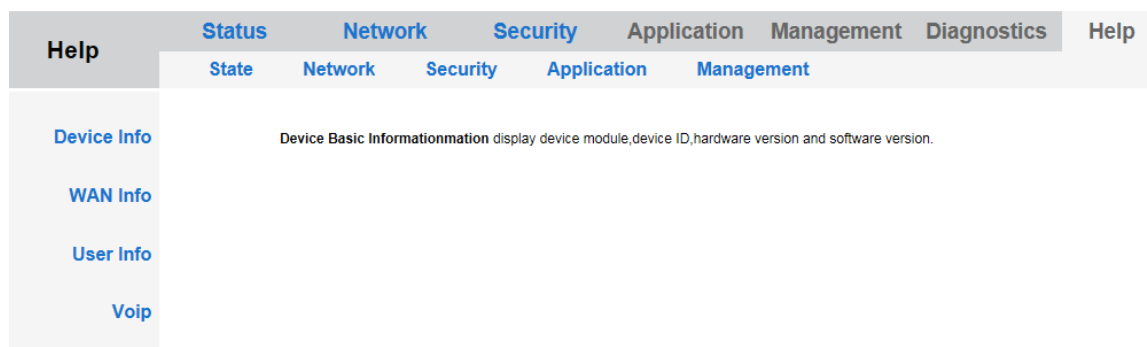 Help
Status Network Security Application Management Diagnostics Help
State Network Security Application Management
Device Info
WAN Info
User Info
Voip
Device Basic Informationmation display device module,device ID,hardware version and software version.